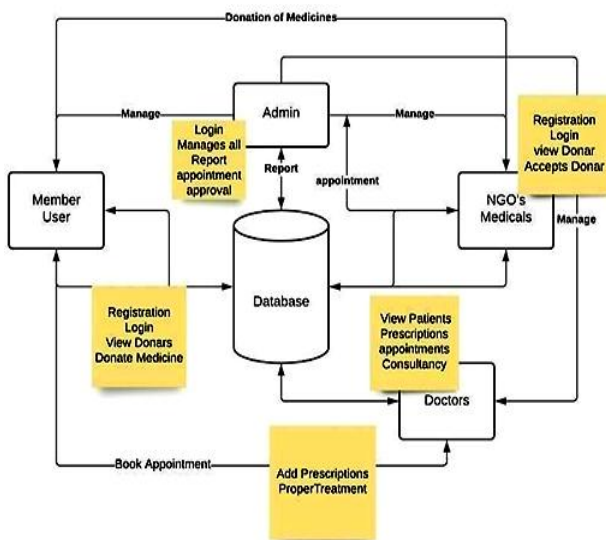 Donation of Medicines
Manage
Admin
Manage
Registration
Login
view Donar
Accepts Donar
Login
Manages all
Report
appointment
approval
Report
appointment
Member
User
NGO's
Medicals
Manage
Database
Registration
Login
View Donars
Donate Medicine
View Patients
Prescriptions
appointments
Consultancy
Doctors
Book Appointment
Add Prescriptions
ProperTreatment